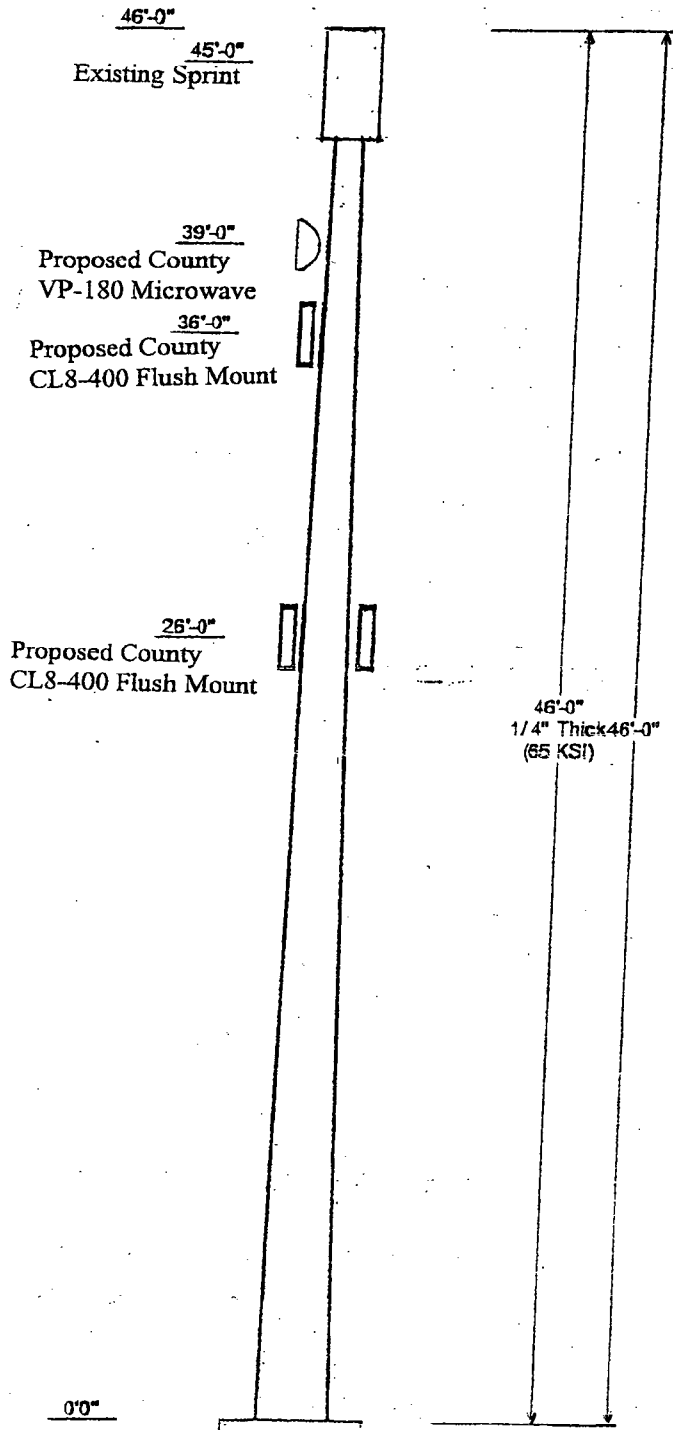 46'-0"
45'-0"
Existing Sprint
39'-0"
Proposed County
VP-180 Microwave
36'-0"
Proposed County
CL8-400 Flush Mount
26'-0"
Proposed County
CL8-400 Flush Mount
46'-0"
1/4" Thick 46'-0"
(65 KSI)
0'0"